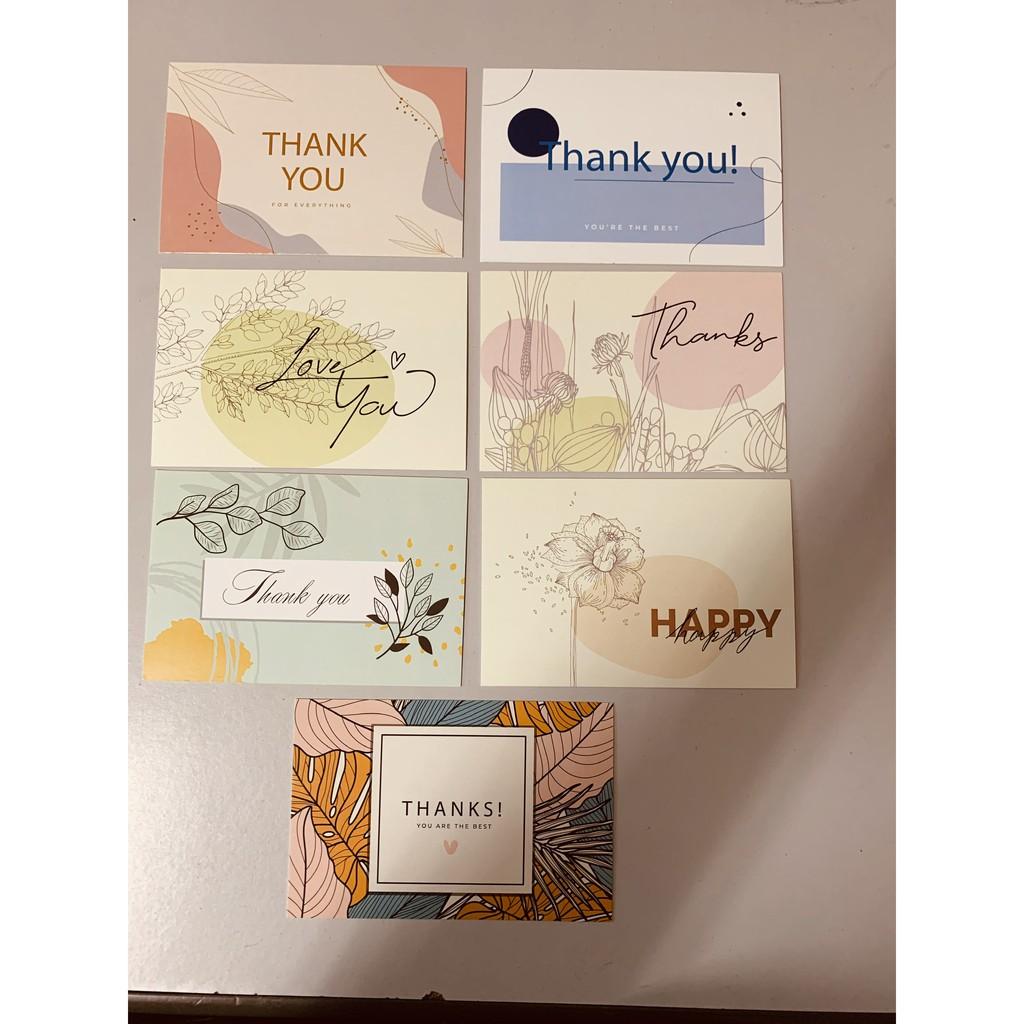 THANK
YOU
FOR EVERYTHING
Thank you!
YOU'RE THE BEST
Love
You
Thanks
Thank you
HAPPY
happy
THANKS!
YOU ARE THE BEST